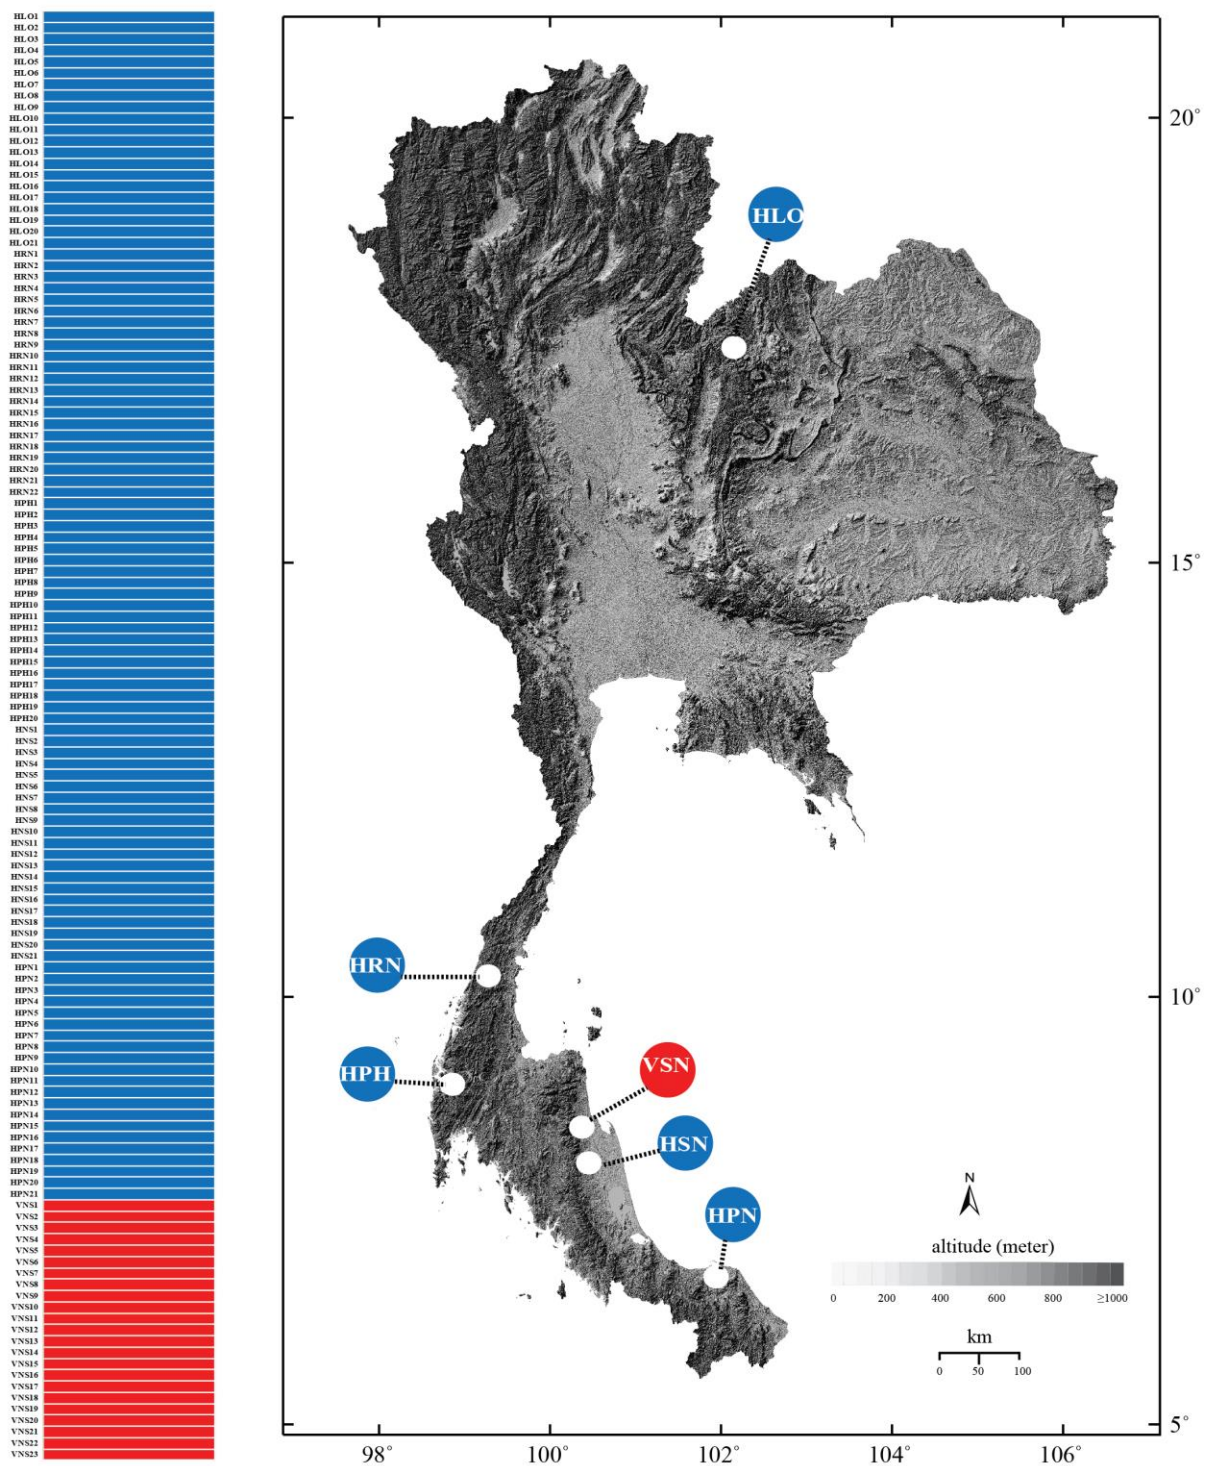 HLO1
HLO2
HLO3
HLO4
HLO5
HLO6
HLO7
HLO8
HLO9
HLO10
HLO11
HLO12
HLO13
HLO14
HLO15
HLO16
HLO17
HLO18
HLO19
HLO20
HLO21
HRN1
HRN2
HRN3
HRN4
HRN5
HRN6
HRN7
HRN8
HRN9
HRN10
HRN11
HRN12
HRN13
HRN14
HRN15
HRN16
HRN17
HRN18
HRN19
HRN20
HRN21
HRN22
HPH1
HPH2
HPH3
HPH4
HPH5
HPH6
HPH7
HPH8
HPH9
HPH10
HPH11
HPH12
HPH13
HPH14
HPH15
HPH16
HPH17
HPH18
HPH19
HPH20
HNS1
HNS2
HNS3
HNS4
HNS5
HNS6
HNS7
HNS8
HNS9
HNS10
HNS11
HNS12
HNS13
HNS14
HNS15
HNS16
HNS17
HNS18
HNS19
HNS20
HNS21
HPN1
HPN2
HPN3
HPN4
HPN5
HPN6
HPN7
HPN8
HPN9
HPN10
HPN11
HPN12
HPN13
HPN14
HPN15
HPN16
HPN17
HPN18
HPN19
HPN20
HPN21
VNS1
VNS2
VNS3
VNS4
VNS5
VNS6
VNS7
VNS8
VNS9
VNS10
VNS11
VNS12
VNS13
VNS14
VNS15
VNS16
VNS17
VNS18
VNS19
VNS20
VNS21
VNS22
VNS23
20°
HLO
15°
HRN
10°
HPH
VSN
HSN
HPN
N
altitude (meter)
0 200 400 600 800 ≥1000
km
0 50 100
5°
98° 100° 102° 104° 106°